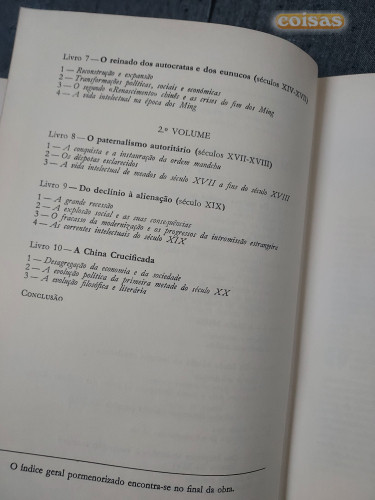 coisas
Livro 7 — O reinado dos autocratas e dos eunucos (séculos XIV-XVII)
1 — Reconstrução e expansão
2 — Transformações políticas, sociais e económicas
3 — O segundo «Renascimento» chinês e as crises do fim dos Ming
4 — A vida intelectual na época dos Ming
2.º VOLUME
Livro 8 — O paternalismo autoritário (séculos XVII-XVIII)
1 — A conquista e a instauração da ordem mandchu
2 — Os déspotas esclarecidos
3 — A vida intelectual de meados do século XVII a fins do século XVIII
Livro 9 — Do declínio à alienação (século XIX)
1 — A grande recessão
2 — A explosão social e as suas consequências
3 — O fracasso da modernização e os progressos da intromissão estrangeira
4 — As correntes intelectuais do século XIX
Livro 10 — A China Crucificada
1 — Desagregação da economia e da sociedade
2 — A evolução política da primeira metade do século XX
3 — A evolução filosófica e literária
Conclusão
O índice geral pormenorizado encontra-se no final da obra.